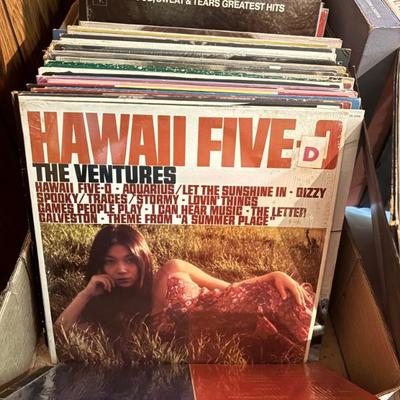 SWEAT & TEARS GREATEST HITS
HAWAII FIVE-O
D
THE VENTURES
HAWAII FIVE-O · AQUARIUS/LET THE SUNSHINE IN · DIZZY
SPOOKY/TRACES/STORMY · LOVIN' THINGS
GAMES PEOPLE PLAY · I CAN HEAR MUSIC · THE LETTER
GALVESTON · THEME FROM "A SUMMER PLACE